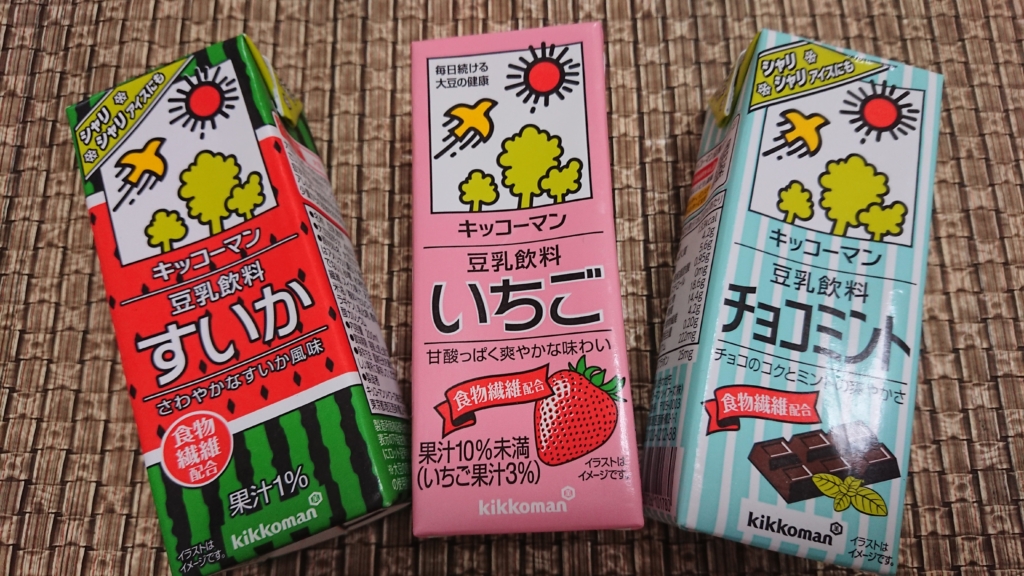 シャリ
シャリ アイスにも
キッコーマン
豆乳飲料
すいか
さわやかなすいか風味
食物
繊維
配合
果汁1%
kikkoman
イラストは
イメージです。
毎日続ける
大豆の健康
キッコーマン
豆乳飲料
いちご
甘酸っぱく爽やかな味わい
食物繊維配合
果汁10%未満
(いちご果汁3%)
イラストは
イメージです。
kikkoman
シャリ
シャリ アイスにも
キッコーマン
豆乳飲料
チョコミント
チョコのコクとミントの爽やかさ
食物繊維配合
kikkoman
イラストは
イメージです。